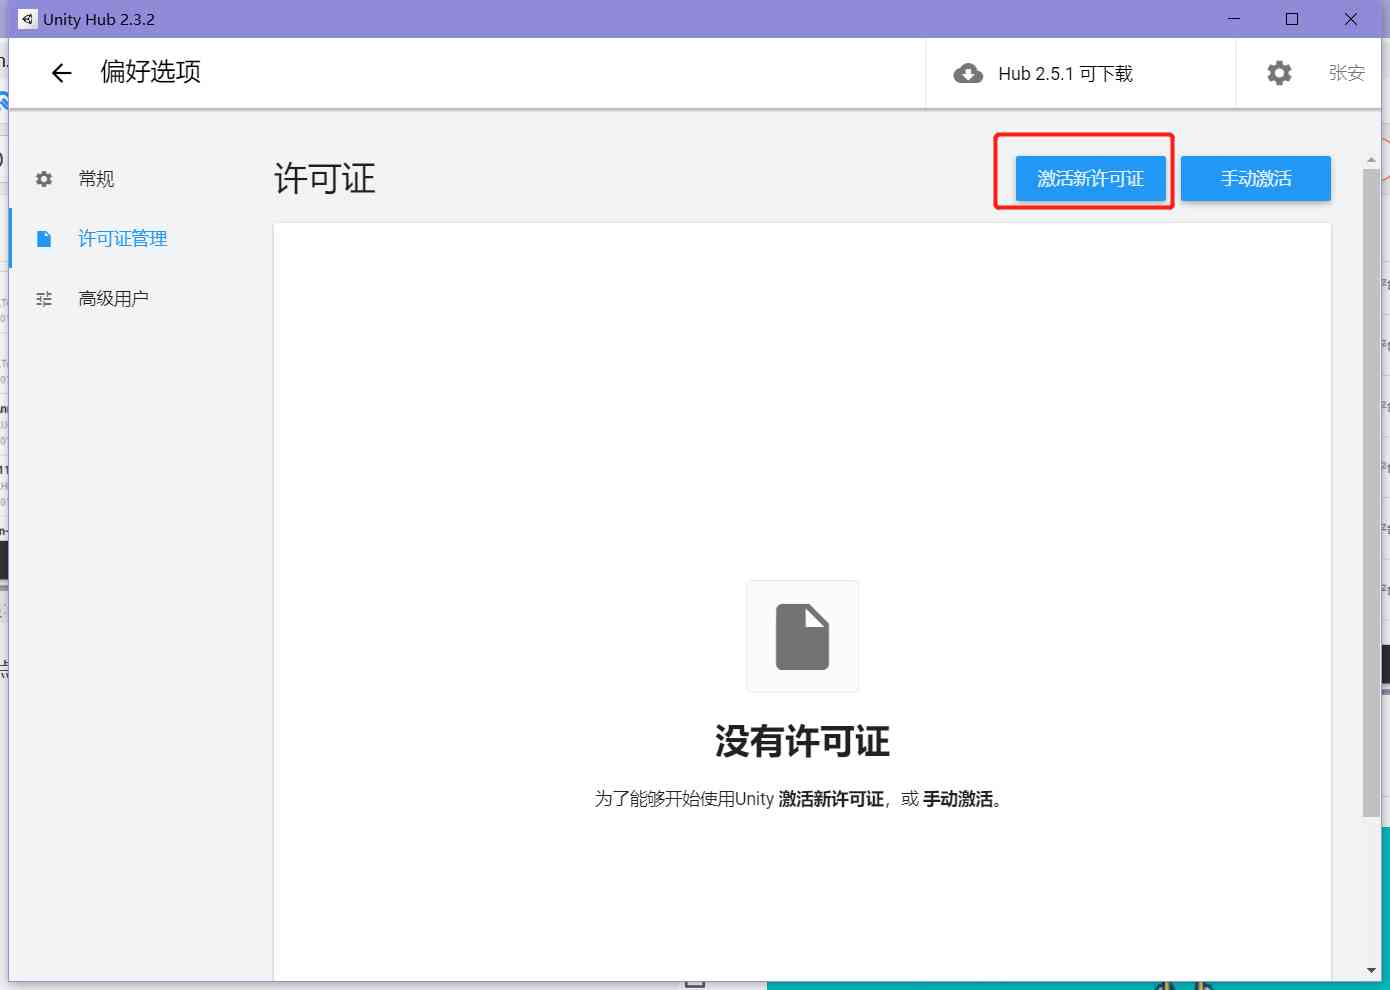 Unity Hub 2.3.2
偏好选项
Hub 2.5.1 可下载
张安
常规
许可证管理
高级用户
许可证
激活新许可证
手动激活
没有许可证
为了能够开始使用Unity 激活新许可证，或 手动激活。